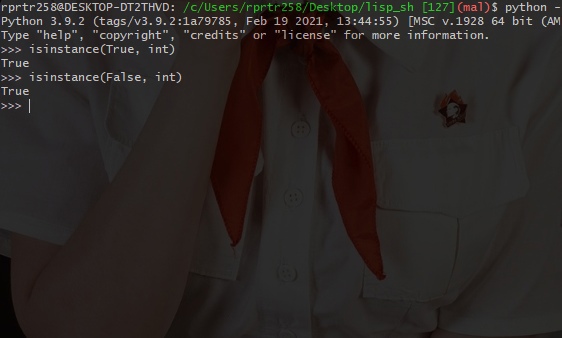 rprtr258@DESKTOP-DT2THVD: /c/Users/rprtr258/Desktop/lisp_sh [127](mal)$ python -
Python 3.9.2 (tags/v3.9.2:1a79785, Feb 19 2021, 13:44:55) [MSC v.1928 64 bit (AM
Type "help", "copyright", "credits" or "license" for more information.
>>> isinstance(True, int)
True
>>> isinstance(False, int)
True
>>>